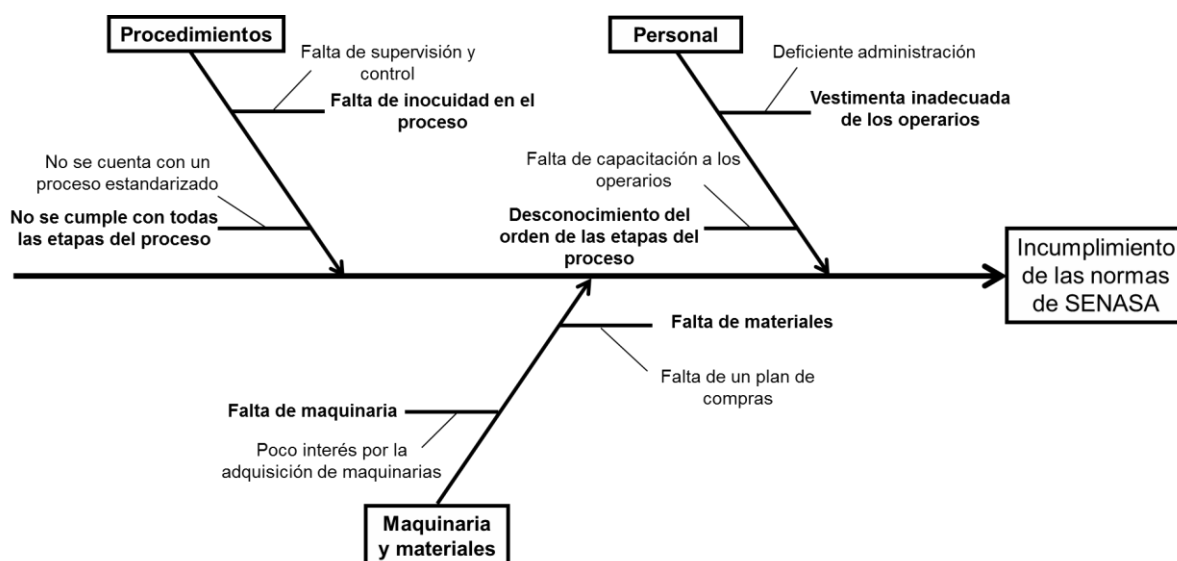 Procedimientos
Falta de supervisión y
control
Falta de inocuidad en el
proceso
No se cuenta con un
proceso estandarizado
No se cumple con todas
las etapas del proceso
Personal
Deficiente administración
Vestimenta inadecuada
de los operarios
Falta de capacitación a los
operarios
Desconocimiento del
orden de las etapas del
proceso
Incumplimiento
de las normas
de SENASA
Falta de materiales
Falta de un plan de
compras
Falta de maquinaria
Poco interés por la
adquisición de maquinarias
Maquinaria
y materiales